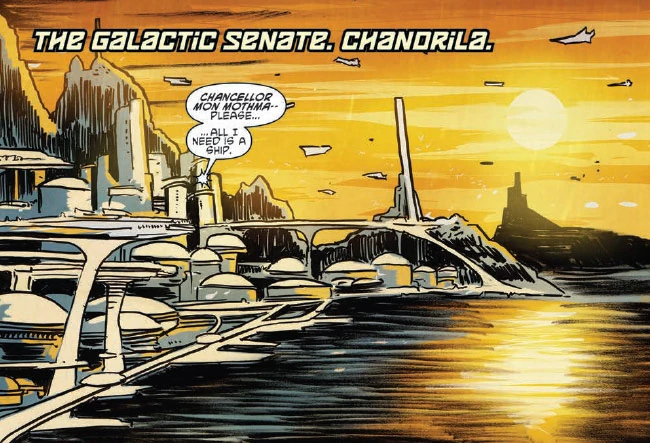 THE GALACTIC SENATE. CHANDRILA.
CHANCELLOR
MON MOTHMA--
PLEASE...
...ALL I
NEED IS A
SHIP.